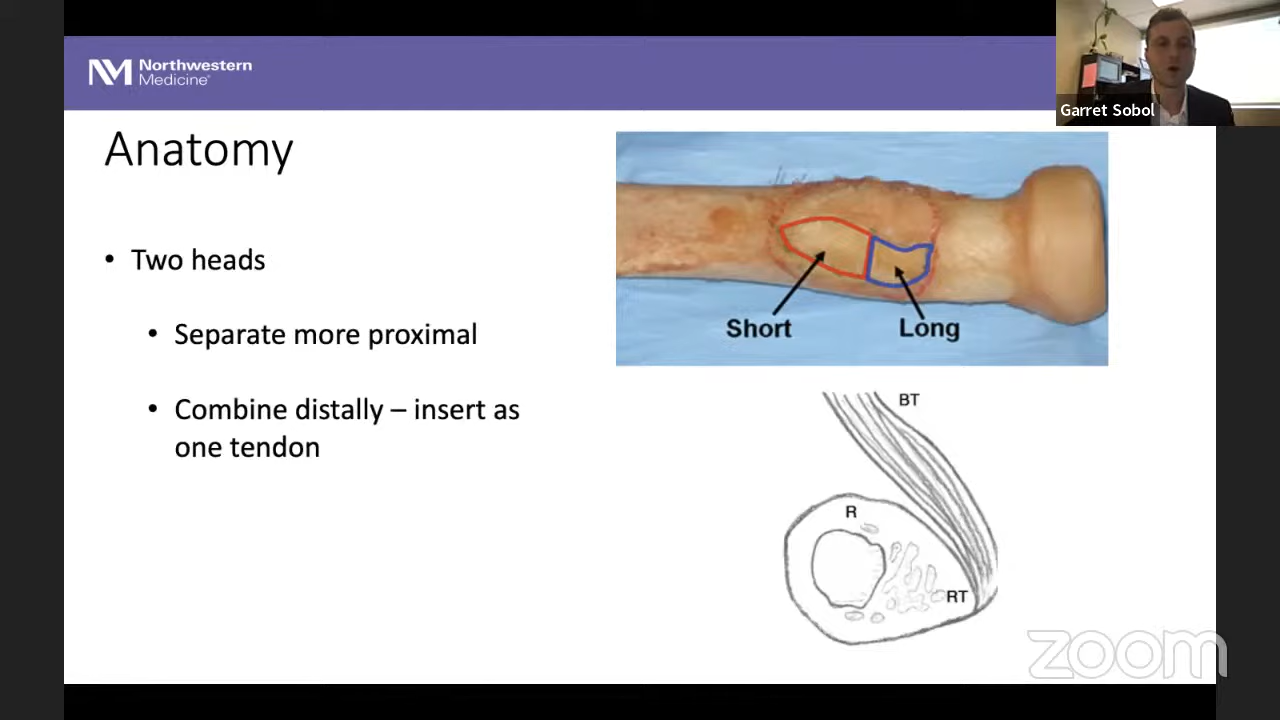 Northwestern
Medicine
Garret Sobol
Anatomy
• Two heads
• Separate more proximal
• Combine distally – insert as
one tendon
Short
Long
BT
R
RT
zoom